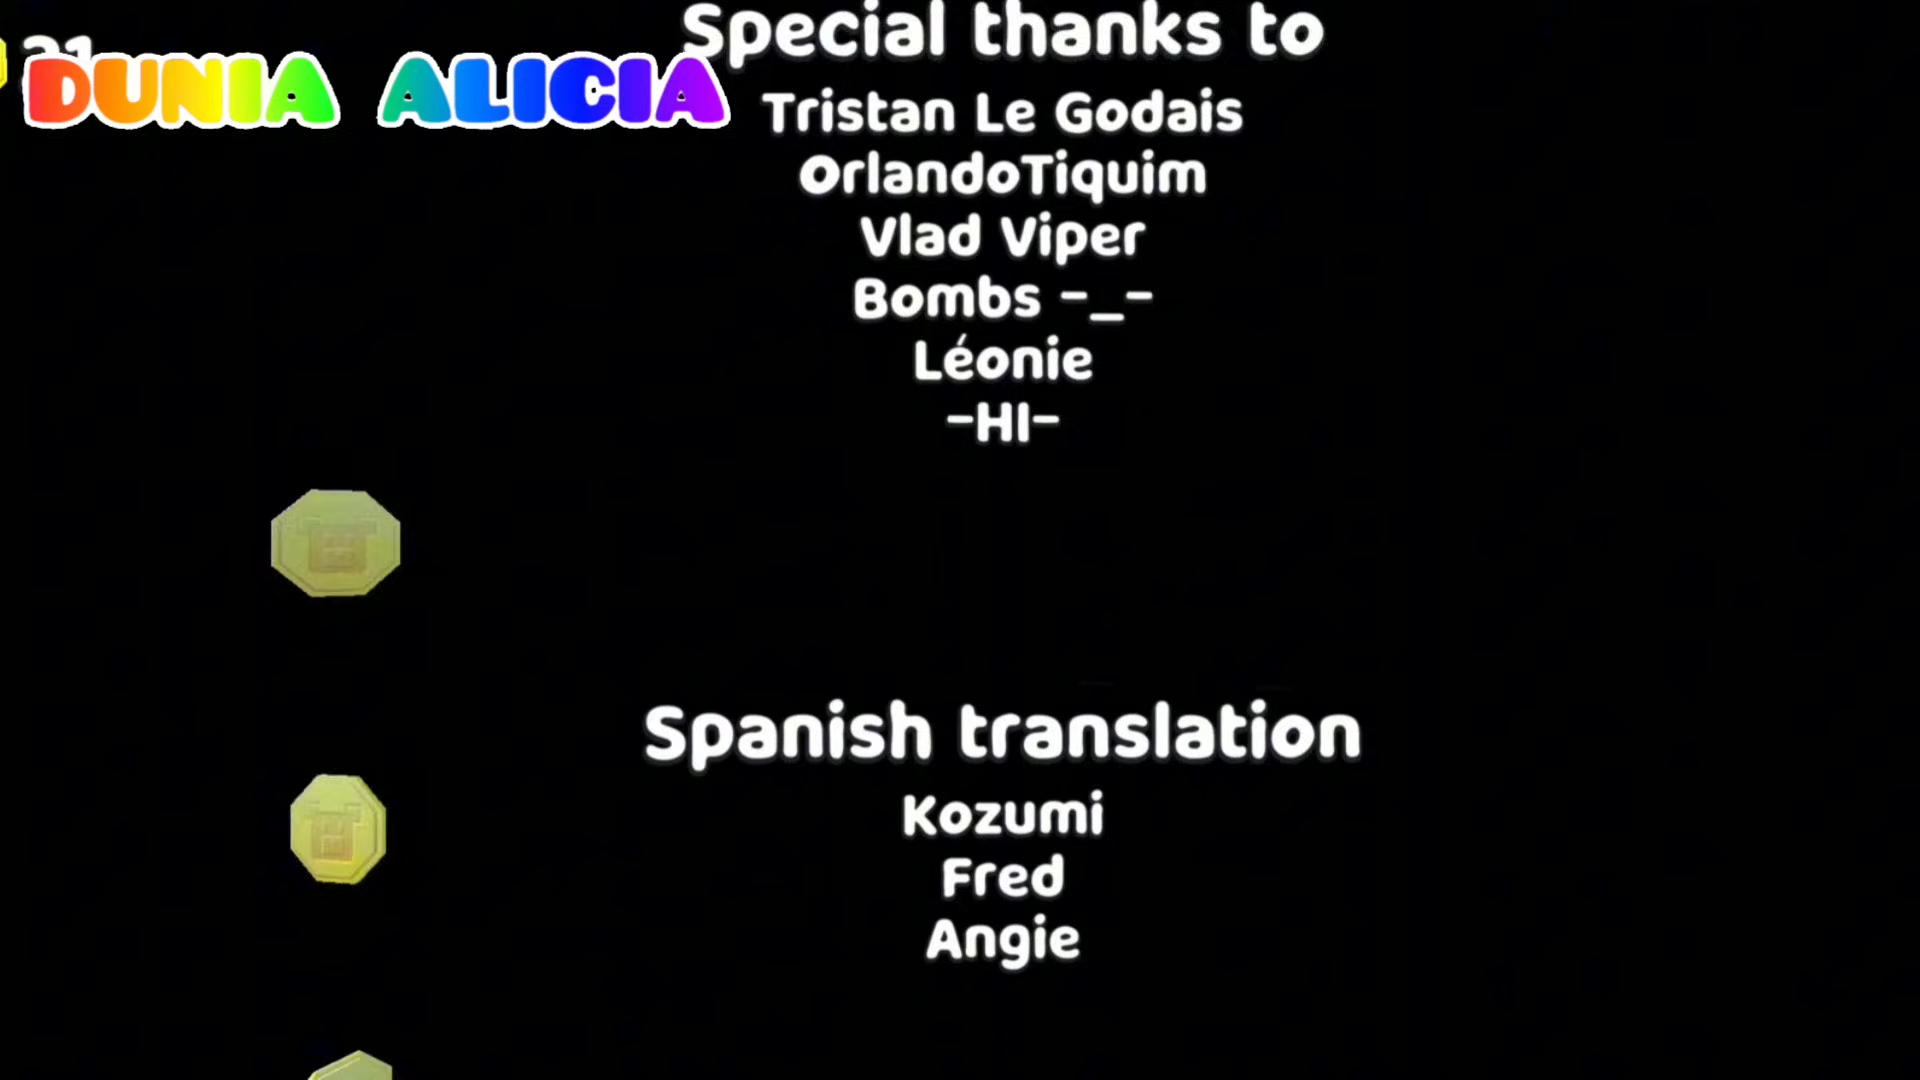 21
DUNIA ALICIA
Special thanks to
Tristan Le Godais
OrlandoTiquim
Vlad Viper
Bombs -_-
Léonie
-HI-
Spanish translation
Kozumi
Fred
Angie